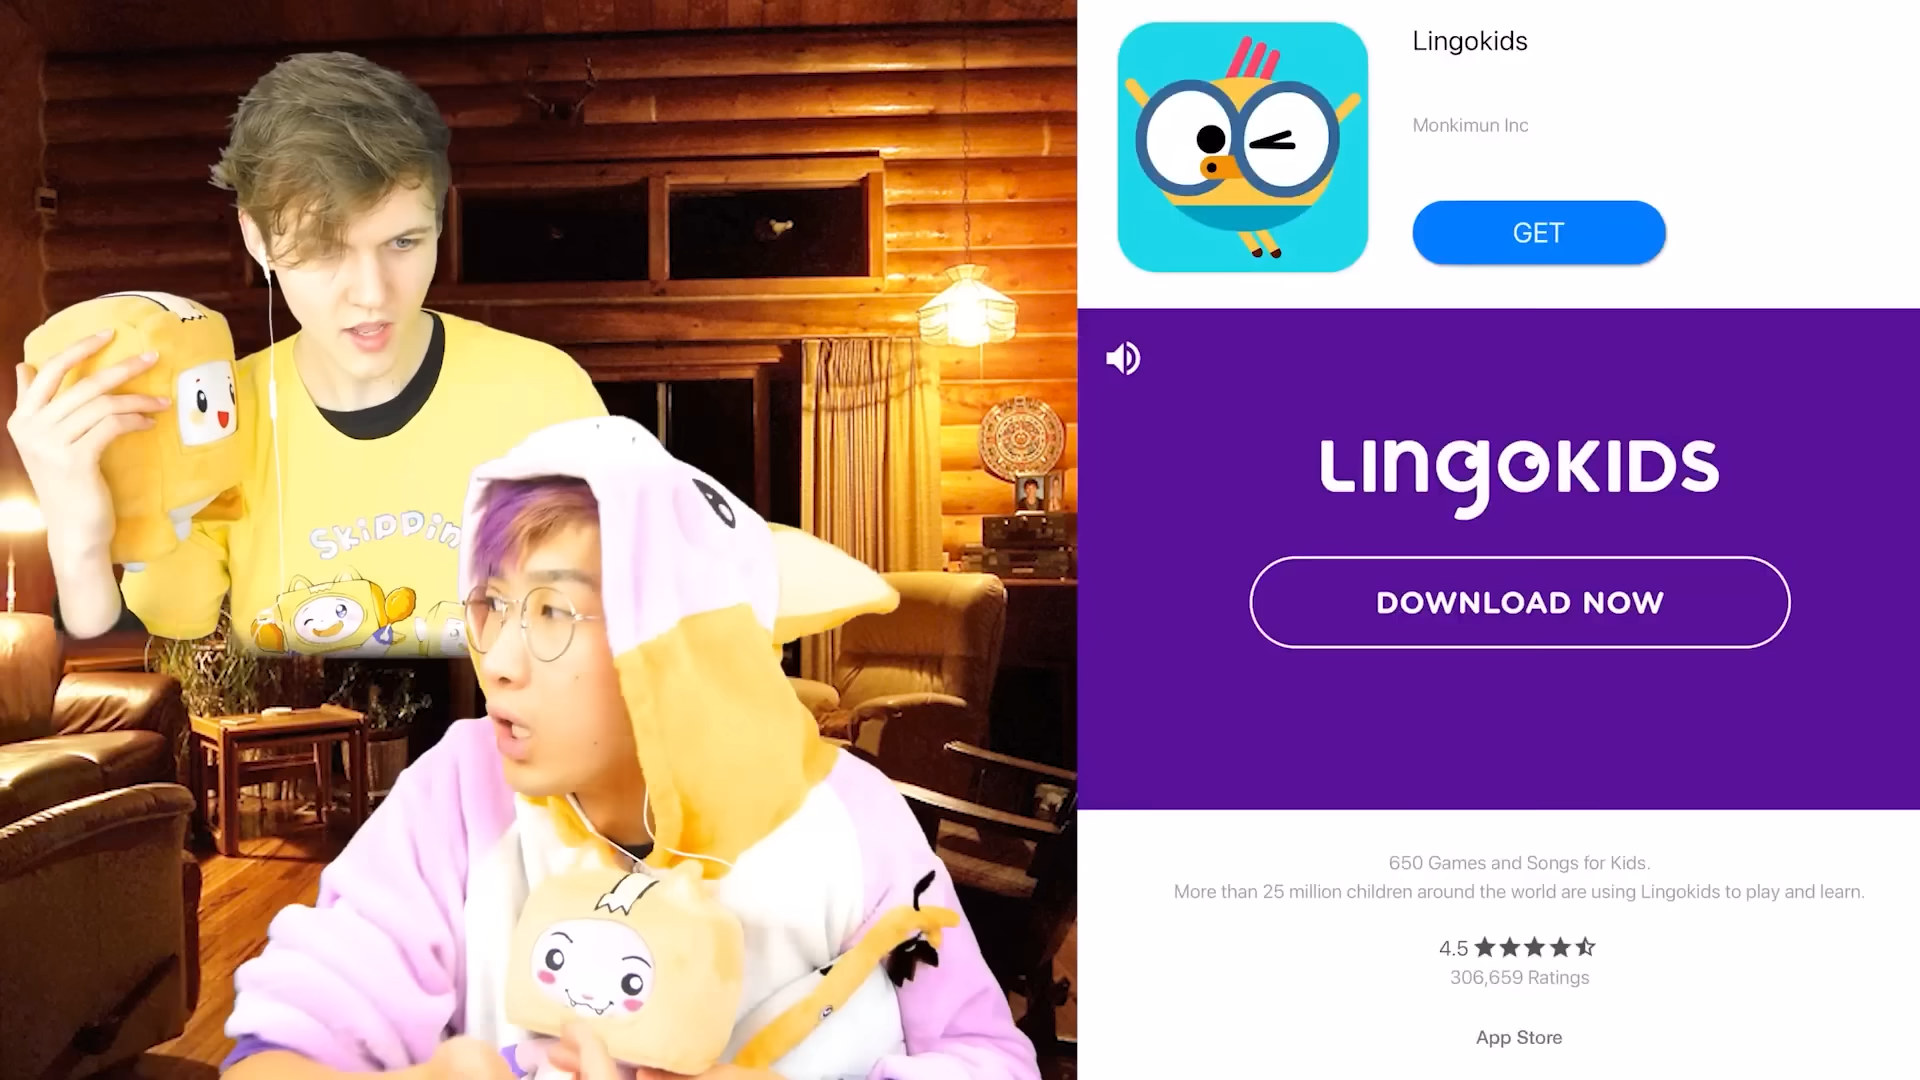 Lingokids
Monkimun Inc
GET
LINGOKIDS
DOWNLOAD NOW
650 Games and Songs for Kids.
More than 25 million children around the world are using Lingokids to play and learn.
4.5
306,659 Ratings
App Store